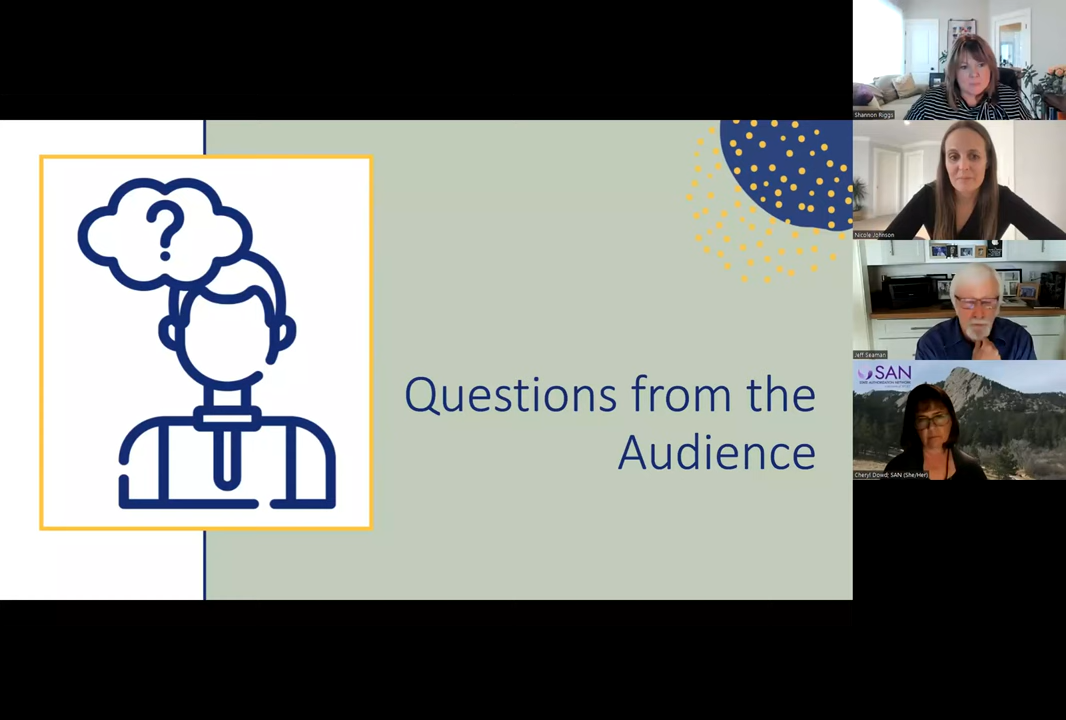 ?
Questions from the
Audience
Shannon Riggs
Nicole Johnson
Jeff Seaman
SAN
Cheryl Dowd; SAN (She/Her)